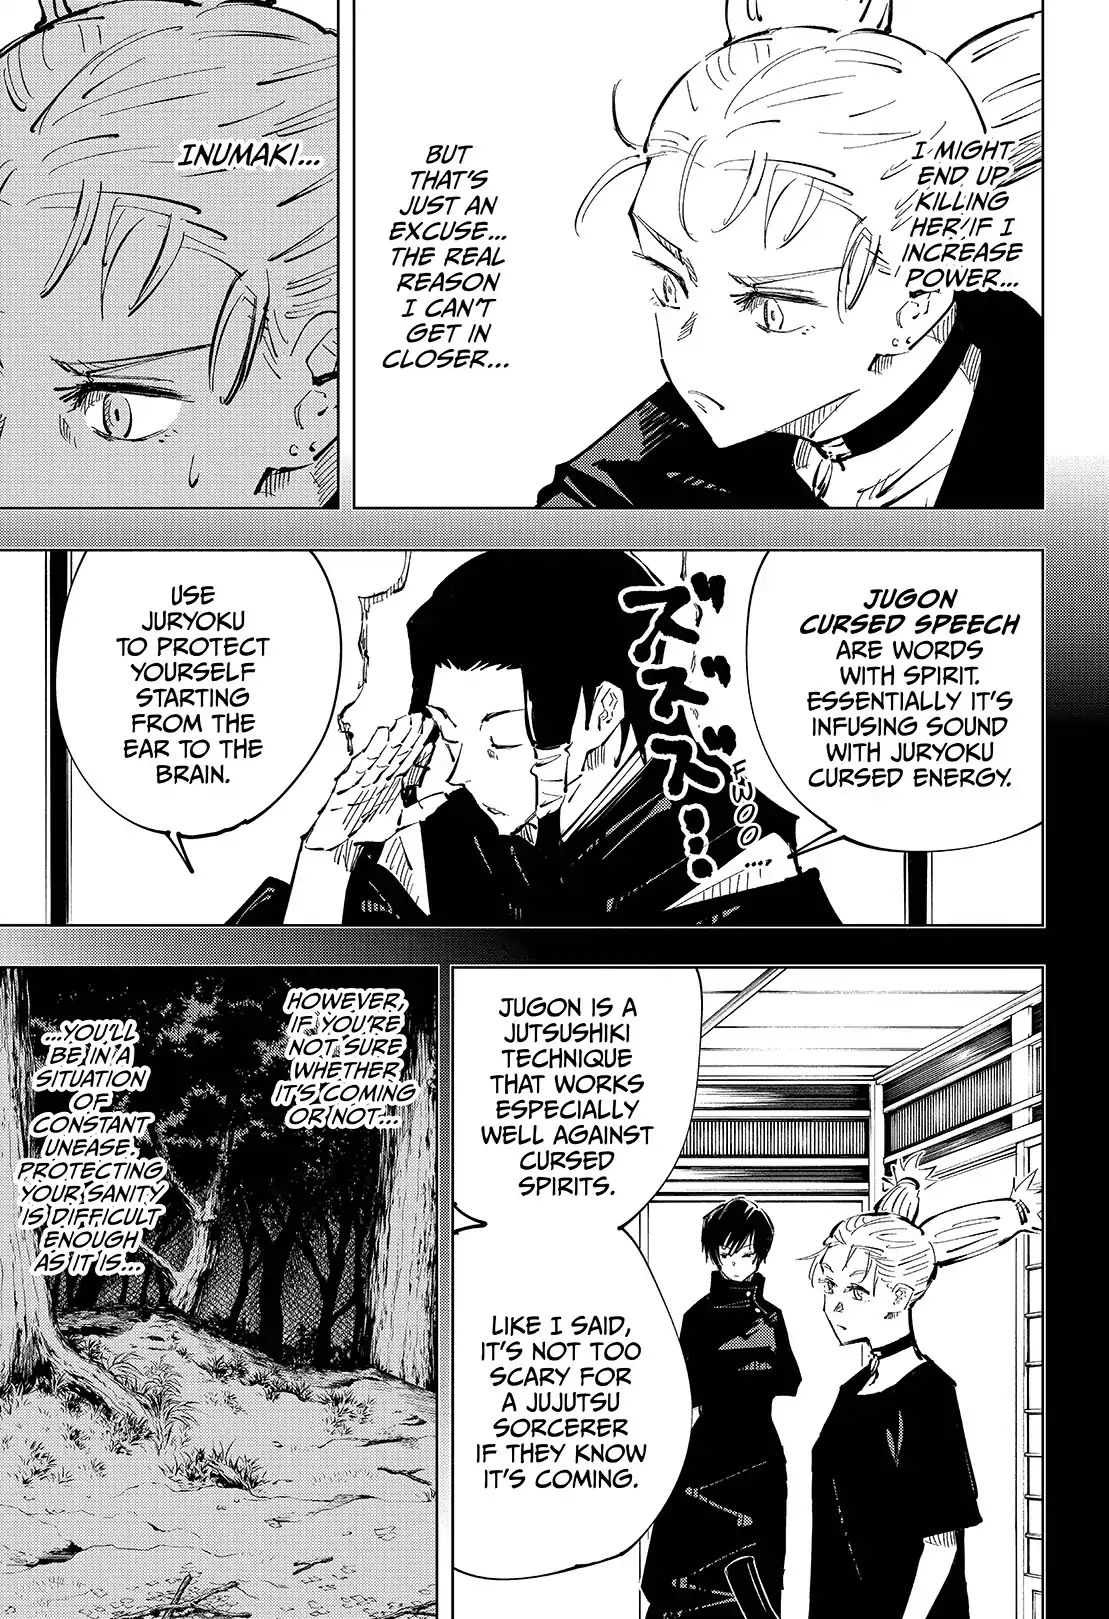 I MIGHT
END UP
KILLING
HER IF I
INCREASE
POWER...
BUT
THAT'S
JUST AN
EXCUSE...
THE REAL
REASON
I CAN'T
GET IN
CLOSER...
INUMAKI...
JUGON
CURSED SPEECH
ARE WORDS
WITH SPIRIT.
ESSENTIALLY IT'S
INFUSING SOUND
WITH JURYOKU
CURSED ENERGY.
ズズズ...
FWOO...
USE
JURYOKU
TO PROTECT
YOURSELF
STARTING
FROM THE
EAR TO THE
BRAIN.
JUGON IS A
JUTSUSHIKI
TECHNIQUE
THAT WORKS
ESPECIALLY
WELL AGAINST
CURSED
SPIRITS.
LIKE I SAID,
IT'S NOT TOO
SCARY FOR
A JUJUTSU
SORCERER
IF THEY KNOW
IT'S COMING.
HOWEVER,
IF YOU'RE
NOT SURE
WHETHER
IT'S COMING
OR NOT...
...YOU'LL
BE IN A
SITUATION
OF
CONSTANT
UNEASE.
PROTECTING
YOUR SANITY
IS DIFFICULT
ENOUGH
AS IT IS...